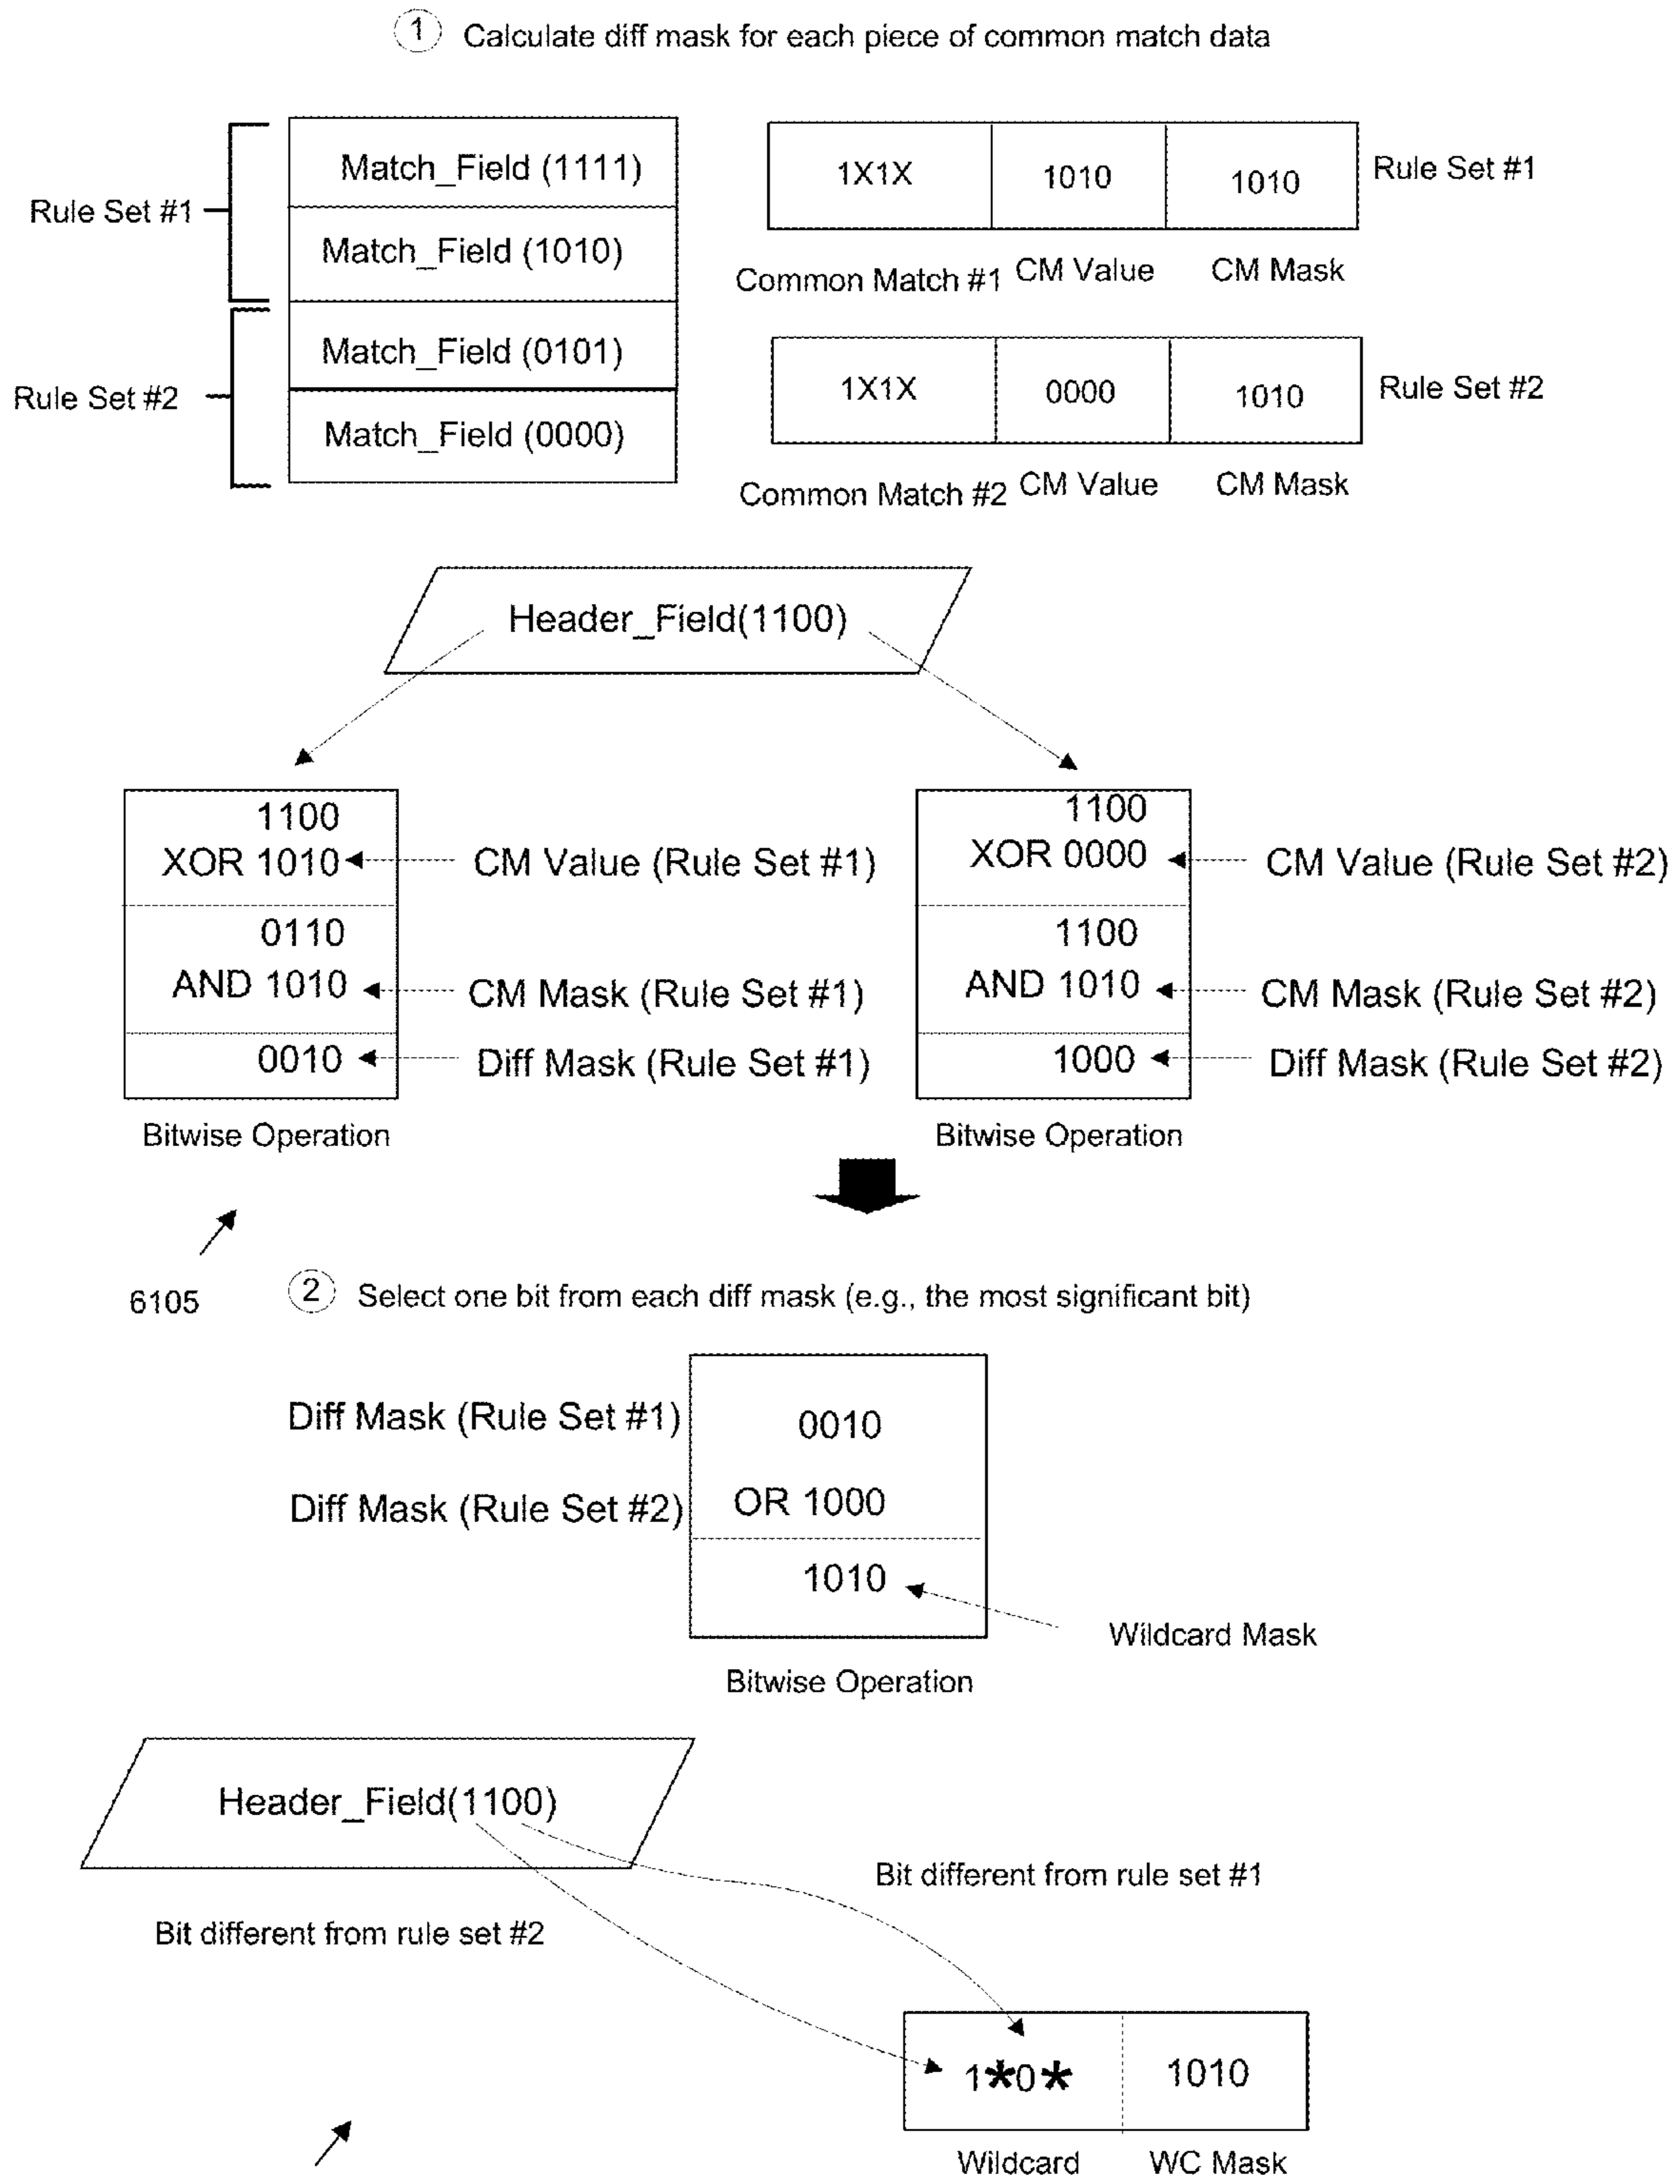 1 Calculate diff mask for each piece of common match data
Rule Set #1
Match_Field (1111)
Match_Field (1010)
Rule Set #2
Match_Field (0101)
Match_Field (0000)
1X1X 1010 1010 Rule Set #1
Common Match #1 CM Value CM Mask
1X1X 0000 1010 Rule Set #2
Common Match #2 CM Value CM Mask
Header_Field(1100)
1100
XOR 1010 CM Value (Rule Set #1)
0110
AND 1010 CM Mask (Rule Set #1)
0010 Diff Mask (Rule Set #1)
Bitwise Operation
1100
XOR 0000 CM Value (Rule Set #2)
1100
AND 1010 CM Mask (Rule Set #2)
1000 Diff Mask (Rule Set #2)
Bitwise Operation
6105
2 Select one bit from each diff mask (e.g., the most significant bit)
Diff Mask (Rule Set #1) 0010
Diff Mask (Rule Set #2) OR 1000
1010
Wildcard Mask
Bitwise Operation
Header_Field(1100)
Bit different from rule set #1
Bit different from rule set #2
1*0* 1010
Wildcard WC Mask